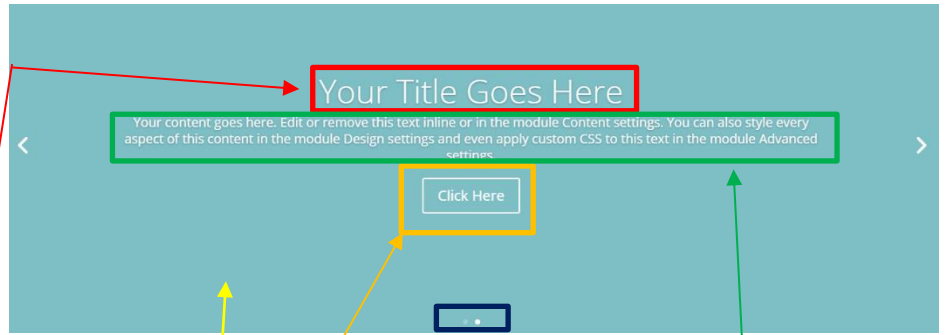 Your Title Goes Here
Your content goes here. Edit or remove this text inline or in the module Content settings. You can also style every
aspect of this content in the module Design settings and even apply custom CSS to this text in the module Advanced
settings.
Click Here